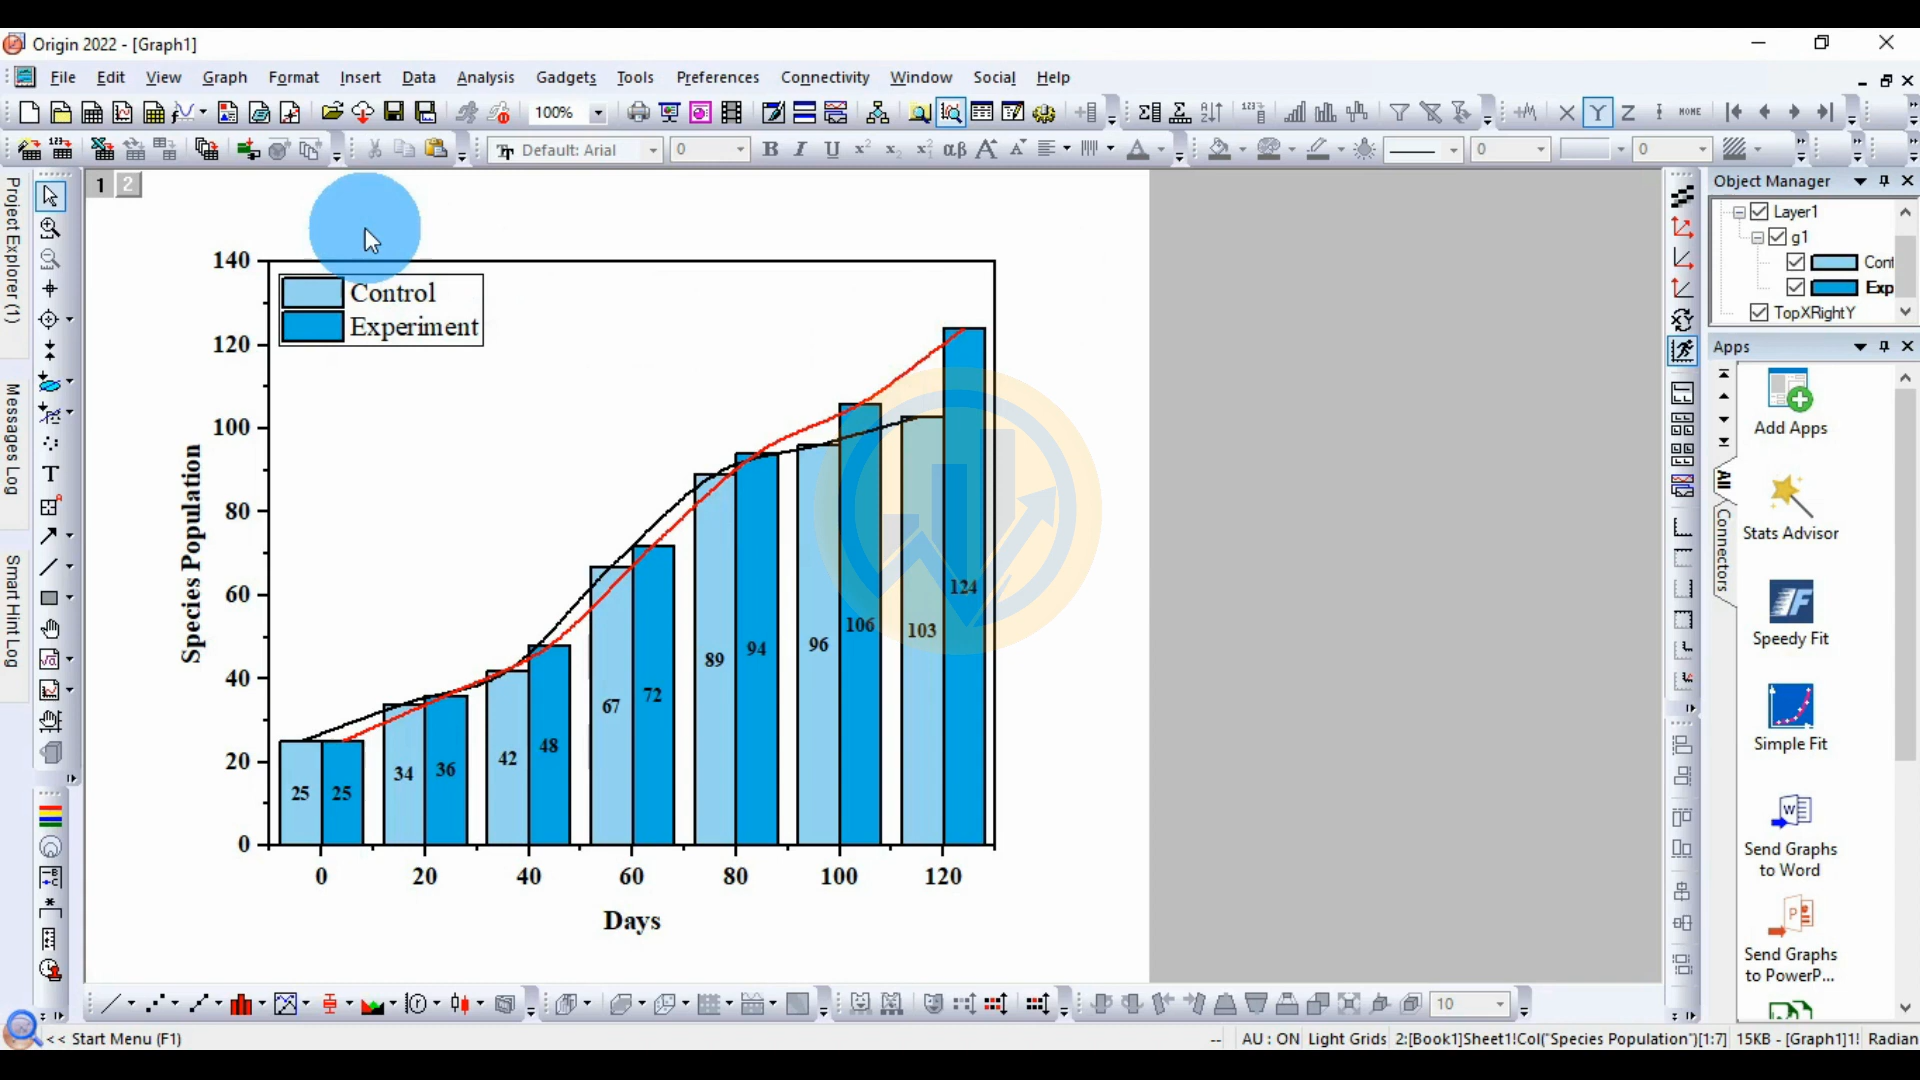 Origin 2022 - [Graph1]
File Edit View Graph Format Insert Data Analysis Gadgets Tools Preferences Connectivity Window Social Help
100%
X Y Z HOME
Default: Arial 0 B I U αβ A 0 0
1 2
Project Explorer (1)
Messages Log
Smart Hint Log
Object Manager
Layer1
g1
Cont
Exp
TopXRightY
Apps
Add Apps
Stats Advisor
Speedy Fit
Simple Fit
Send Graphs
to Word
Send Graphs
to PowerP...
All
Connectors
Control
Experiment
140
120
100
80
60
40
20
0
Species Population
25 25 34 36 42 48 67 72 89 94 96 106 103 124
0 20 40 60 80 100 120
Days
10
<< Start Menu (F1)
-- AU : ON Light Grids 2:[Book1]Sheet1!Col("Species Population")[1:7] 15KB - [Graph1]1! Radian